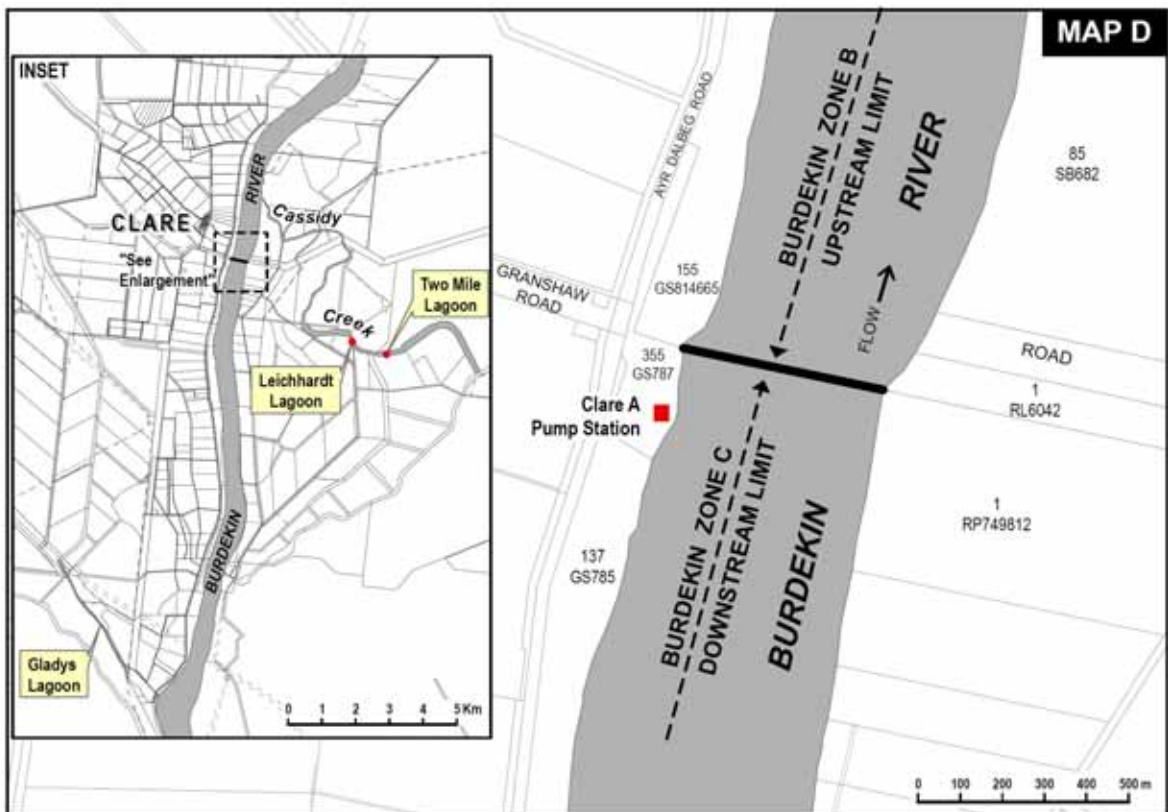 MAP D
INSET
CLARE
"See
Enlargement"
RIVER
Cassidy
Creek
Two Mile
Lagoon
Leichhardt
Lagoon
BURDEKIN
Gladys
Lagoon
0 1 2 3 4 5 Km
AYR DALBEG ROAD
BURDEKIN ZONE B
UPSTREAM LIMIT
RIVER
FLOW
85
SB682
GRANSHAW
ROAD
155
GS814665
ROAD
355
GS787
1
RL6042
Clare A
Pump Station
BURDEKIN ZONE C
DOWNSTREAM LIMIT
BURDEKIN
1
RP749812
137
GS785
0 100 200 300 400 500 m